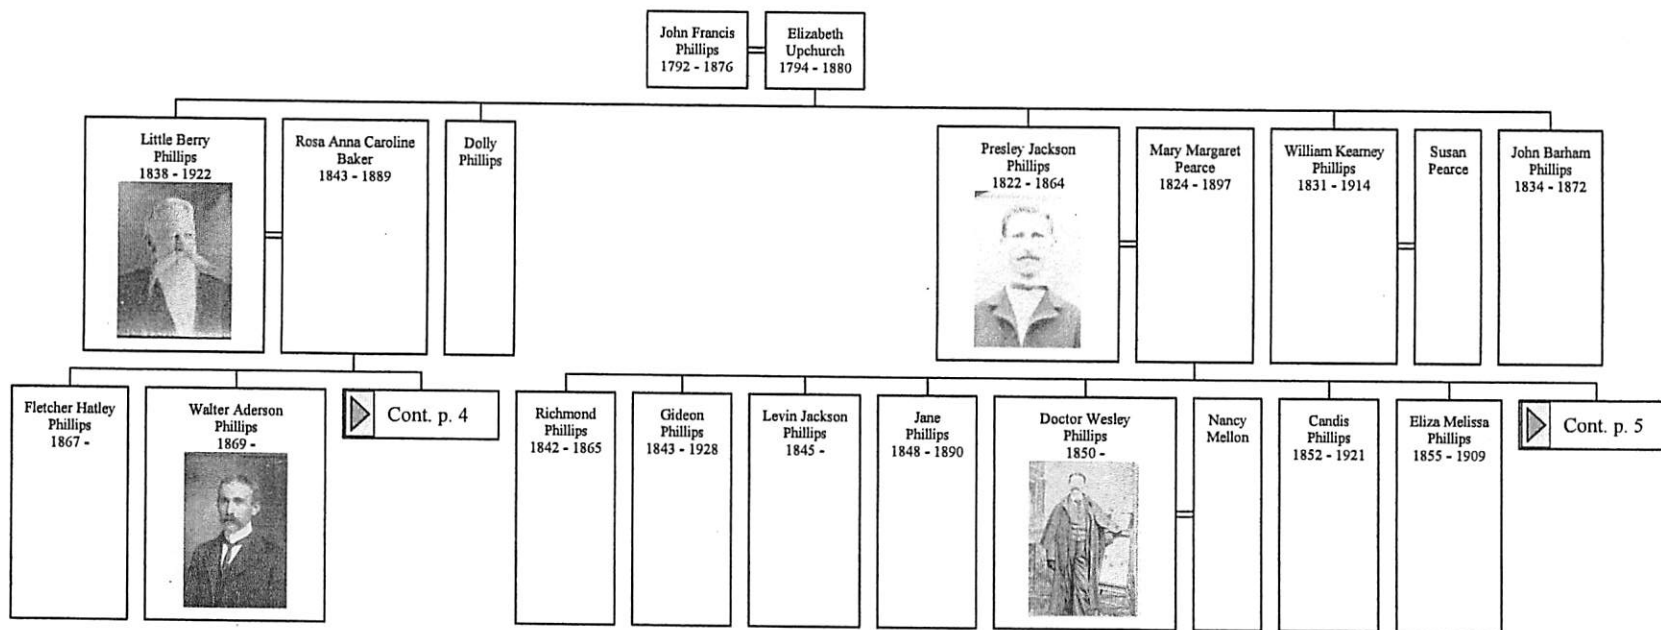 John Francis
Phillips
1792 - 1876
Elizabeth
Upchurch
1794 - 1880
Little Berry
Phillips
1838 - 1922
Rosa Anna Caroline
Baker
1843 - 1889
Dolly
Phillips
Presley Jackson
Phillips
1822 - 1864
Mary Margaret
Pearce
1824 - 1897
William Kearney
Phillips
1831 - 1914
Susan
Pearce
John Barham
Phillips
1834 - 1872
Fletcher Hatley
Phillips
1867 -
Walter Aderson
Phillips
1869 -
Cont. p. 4
Richmond
Phillips
1842 - 1865
Gideon
Phillips
1843 - 1928
Levin Jackson
Phillips
1845 -
Jane
Phillips
1848 - 1890
Doctor Wesley
Phillips
1850 -
Nancy
Mellon
Candis
Phillips
1852 - 1921
Eliza Melissa
Phillips
1855 - 1909
Cont. p. 5